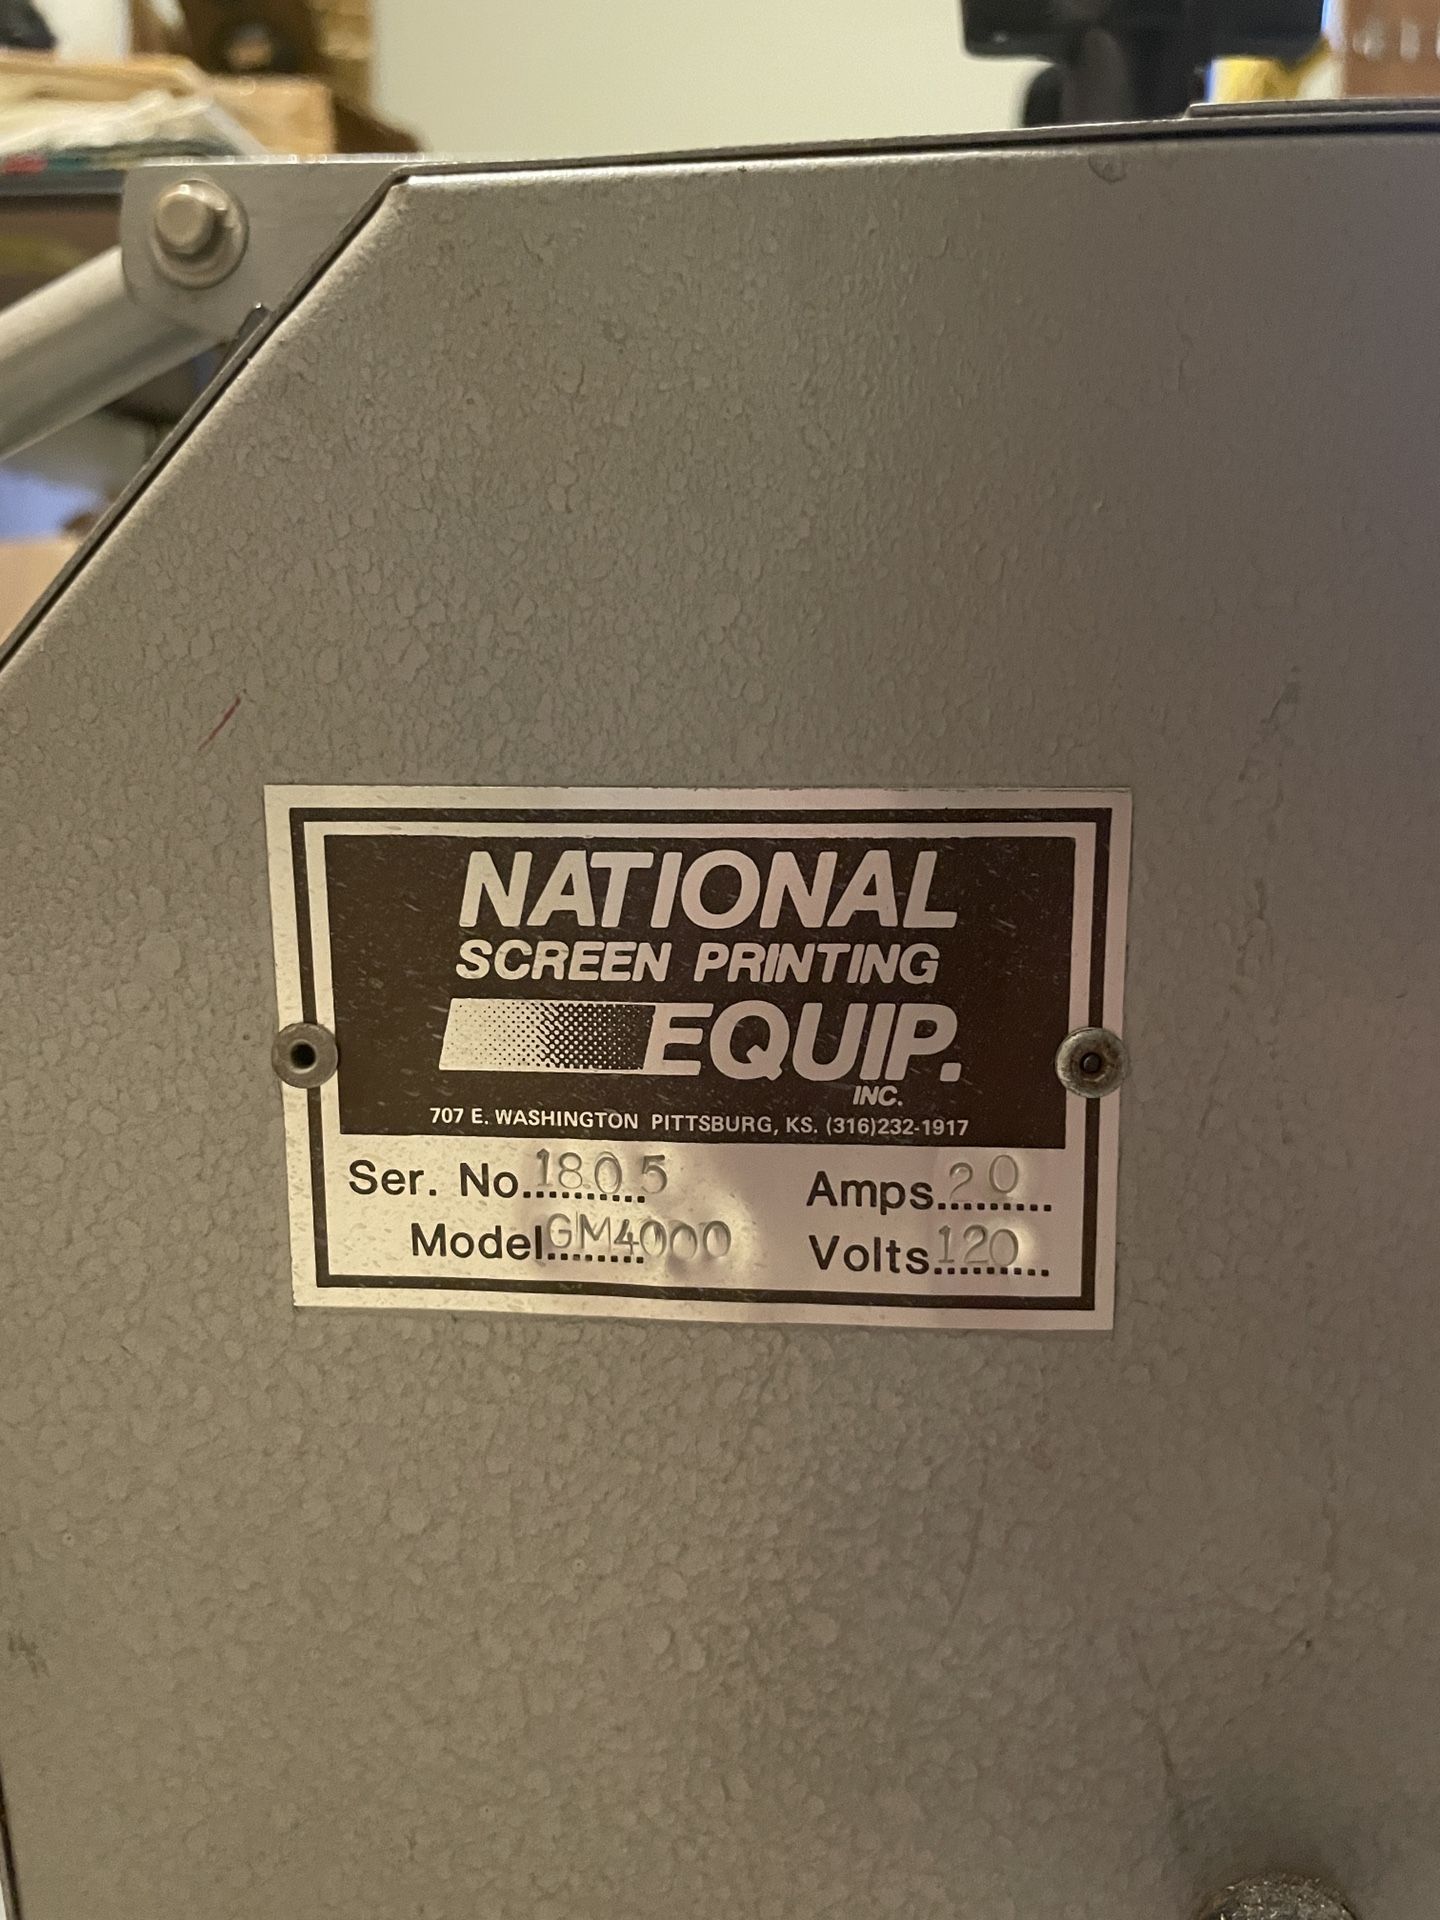 NATIONAL
SCREEN PRINTING
EQUIP.
INC.
707 E. WASHINGTON PITTSBURG, KS. (316)232-1917
Ser. No. 1805 Amps 20
Model GM4000 Volts 120